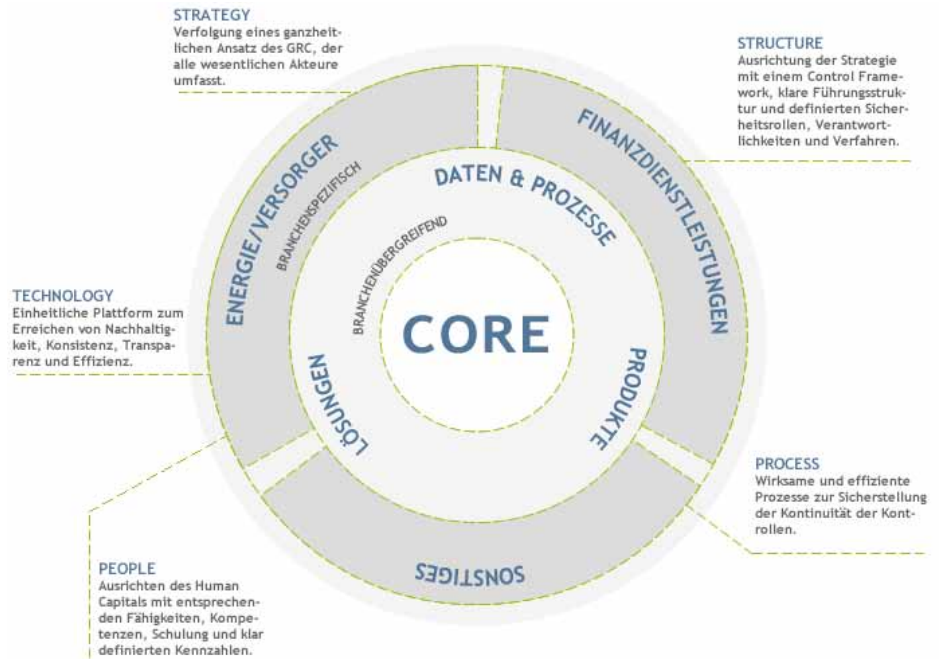 STRATEGY
Verfolgung eines ganzheit-
lichen Ansatz des GRC, der
alle wesentlichen Akteure
umfasst.
STRUCTURE
Ausrichtung der Strategie
mit einem Control Frame-
work, klare Führungsstruk-
tur und definierten Sicher-
heitsrollen, Verantwort-
lichkeiten und Verfahren.
ENERGIE/VERSORGER
BRANCHENSPEZIFISCH
FINANZDIENSTLEISTUNGEN
DATEN & PROZESSE
BRANCHENÜBERGREIFEND
CORE
TECHNOLOGY
Einheitliche Plattform zum
Erreichen von Nachhaltig-
keit, Konsistenz, Transpa-
renz und Effizienz.
LÖSUNGEN
PRODUKTE
PROCESS
Wirksame und effiziente
Prozesse zur Sicherstellung
der Kontinuität der Kont-
rollen.
SONSTIGES
PEOPLE
Ausrichten des Human
Capitals mit entsprechen-
den Fähigkeiten, Kompe-
tenzen, Schulung und klar
definierten Kennzahlen.